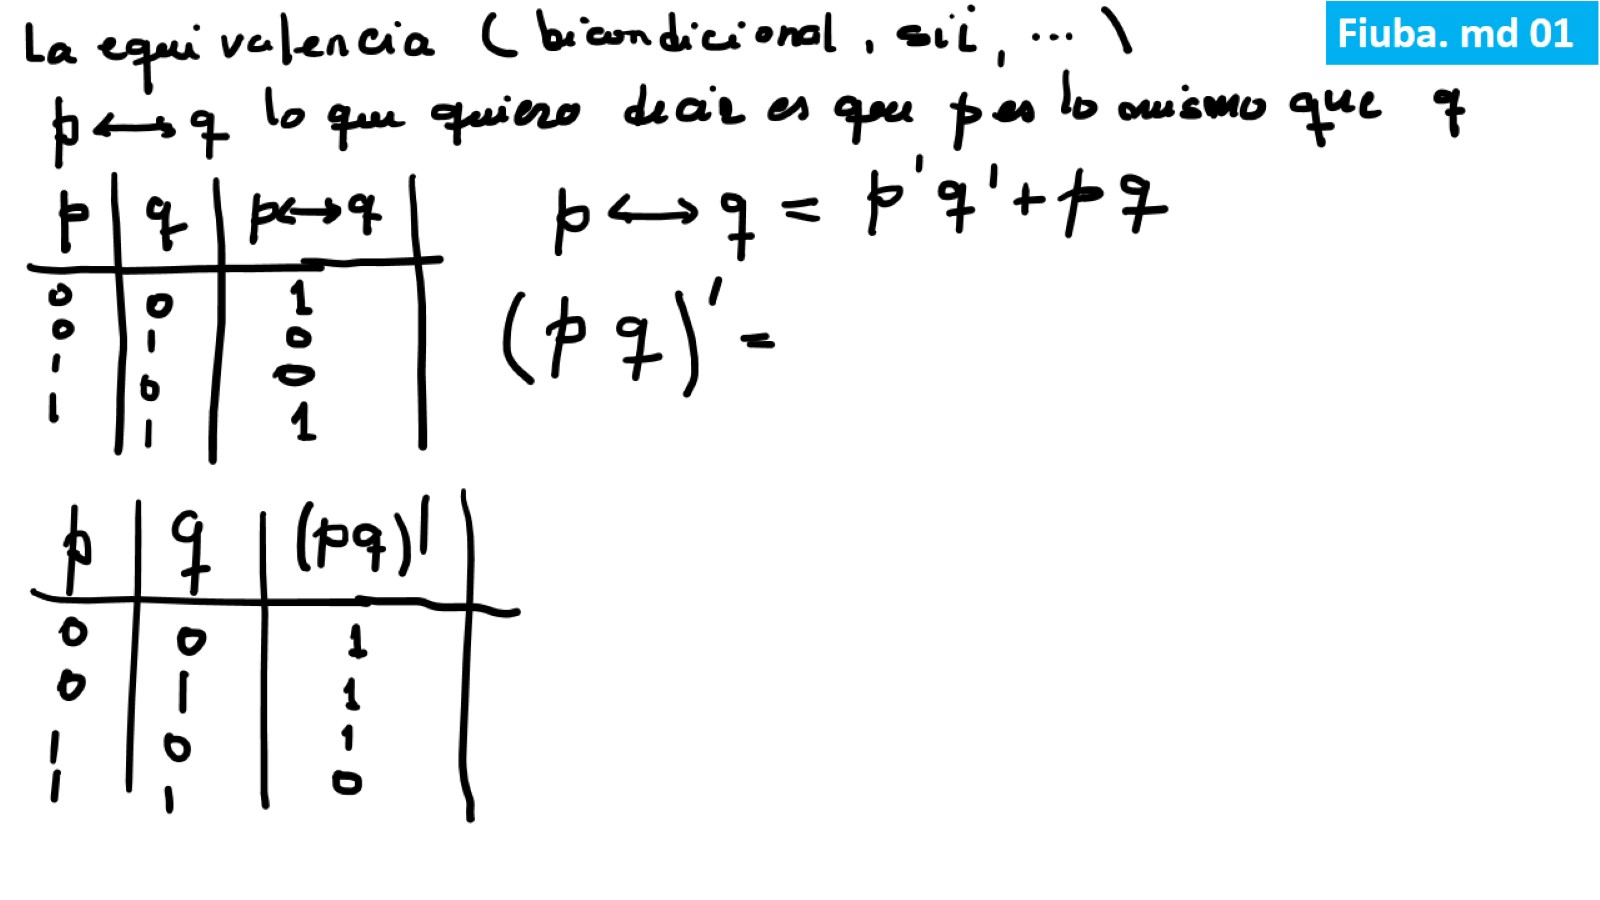 La equivalencia (bicondicional, sii, ...)
Fiuba. md 01
p ↔ q lo que quiero decir es que p es lo mismo que q
p q p↔q
0 0 1
0 1 0
1 0 0
1 1 1
p ↔ q = p'q' + pq
(p q)' =
p q (pq)'
0 0 1
0 1 1
1 0 1
1 1 0